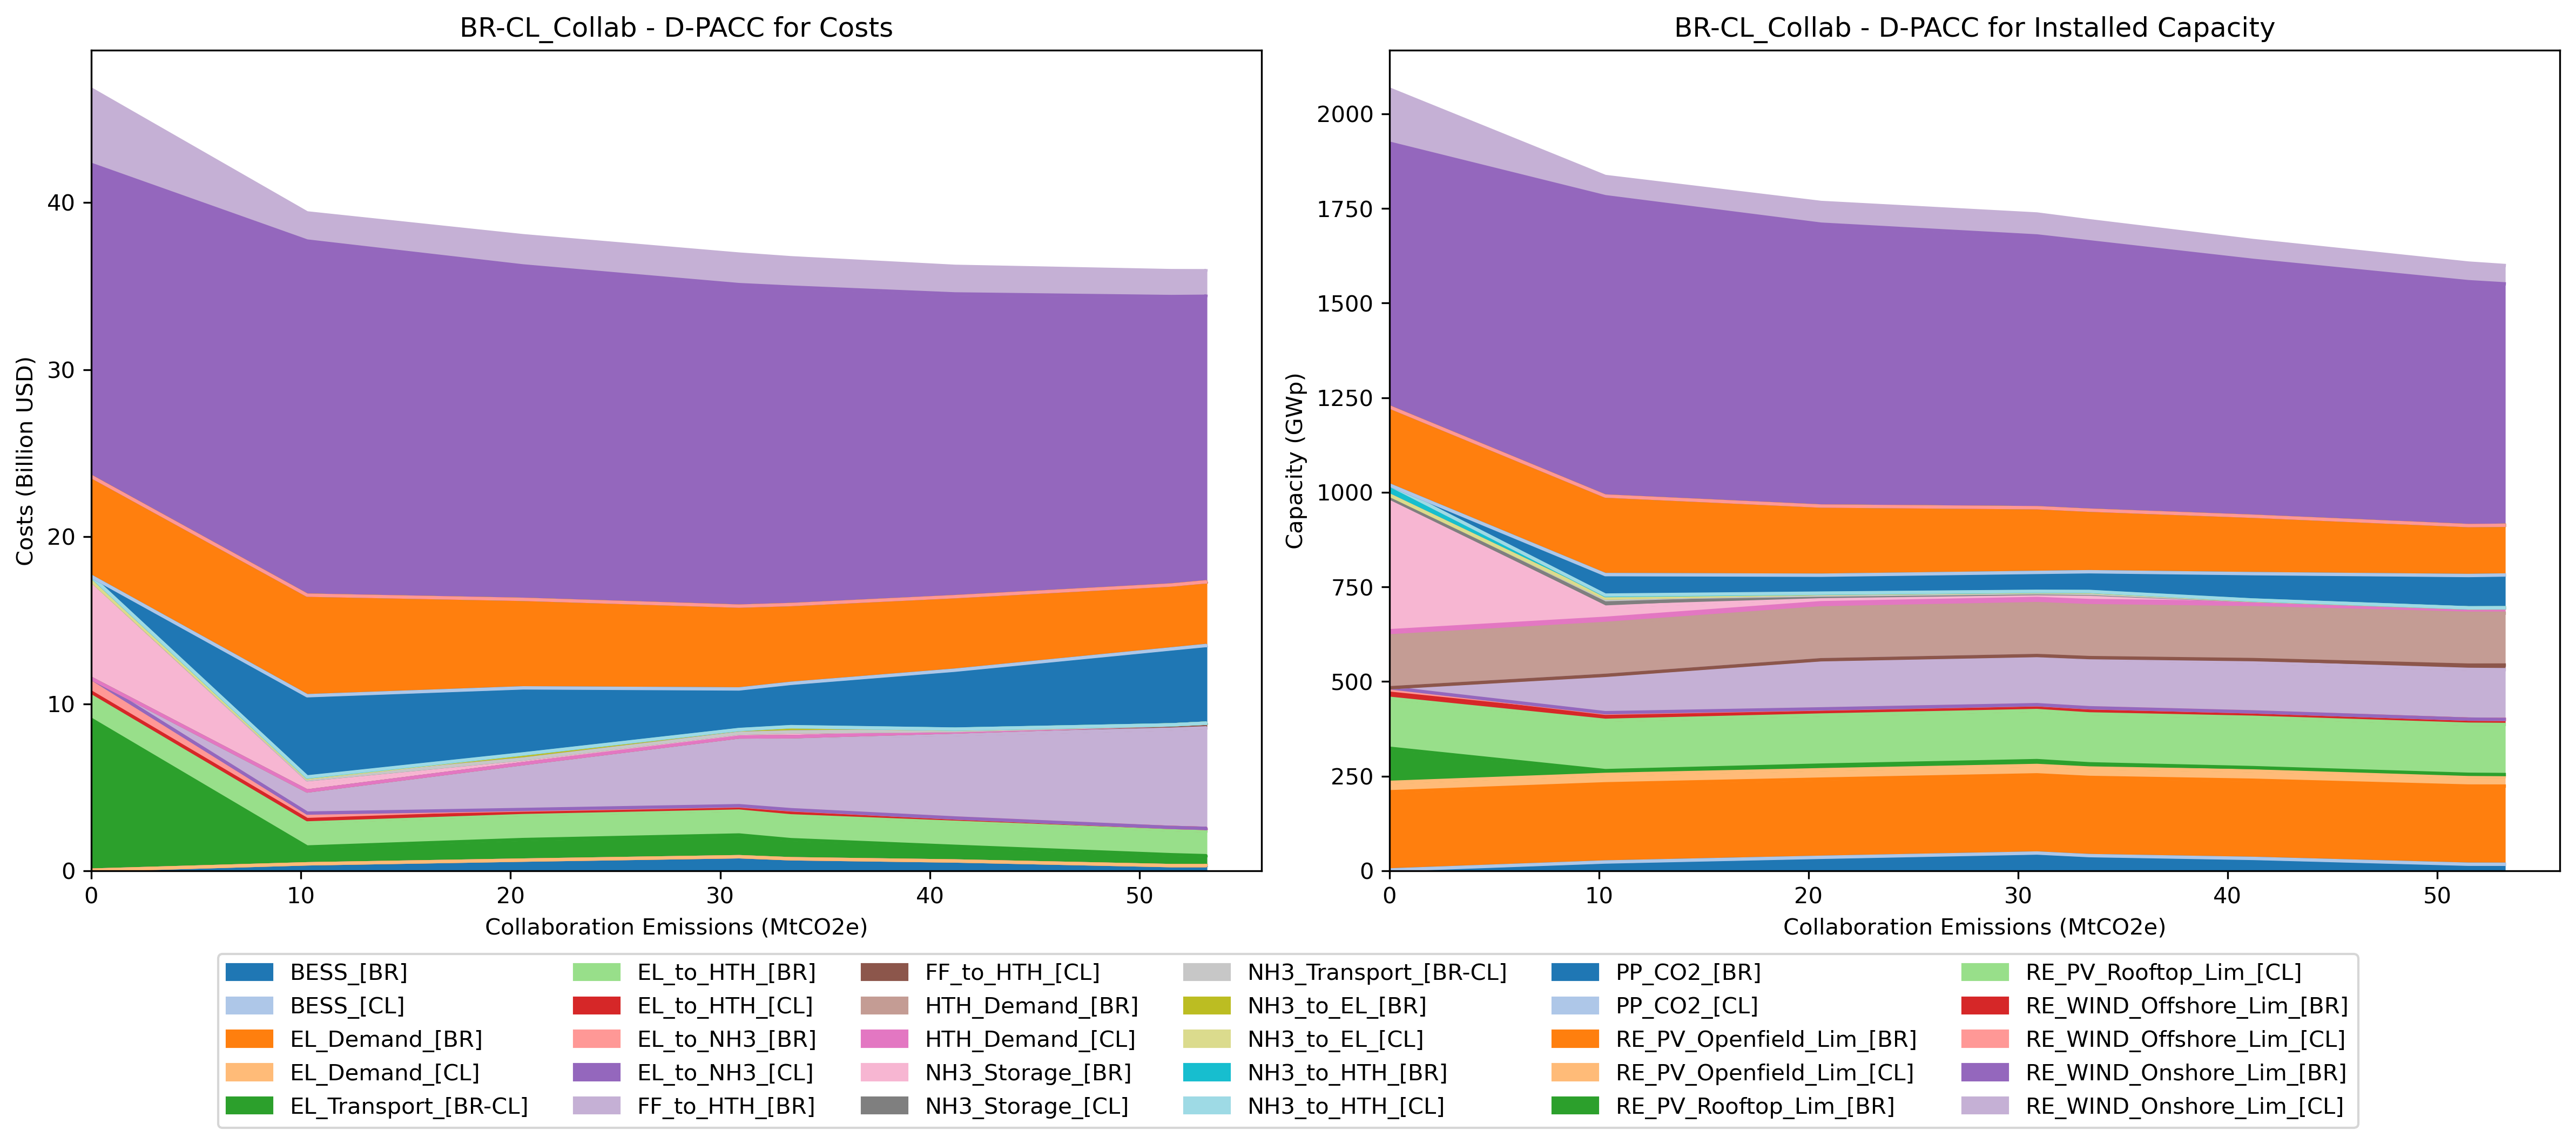 BR-CL_Collab - D-PACC for Costs
Costs (Billion USD)
40
30
20
10
0
0 10 20 30 40 50
Collaboration Emissions (MtCO2e)
BR-CL_Collab - D-PACC for Installed Capacity
Capacity (GWp)
2000
1750
1500
1250
1000
750
500
250
0
0 10 20 30 40 50
Collaboration Emissions (MtCO2e)
BESS_[BR]
BESS_[CL]
EL_Demand_[BR]
EL_Demand_[CL]
EL_Transport_[BR-CL]
EL_to_HTH_[BR]
EL_to_HTH_[CL]
EL_to_NH3_[BR]
EL_to_NH3_[CL]
FF_to_HTH_[BR]
FF_to_HTH_[CL]
HTH_Demand_[BR]
HTH_Demand_[CL]
NH3_Storage_[BR]
NH3_Storage_[CL]
NH3_Transport_[BR-CL]
NH3_to_EL_[BR]
NH3_to_EL_[CL]
NH3_to_HTH_[BR]
NH3_to_HTH_[CL]
PP_CO2_[BR]
PP_CO2_[CL]
RE_PV_Openfield_Lim_[BR]
RE_PV_Openfield_Lim_[CL]
RE_PV_Rooftop_Lim_[BR]
RE_PV_Rooftop_Lim_[CL]
RE_WIND_Offshore_Lim_[BR]
RE_WIND_Offshore_Lim_[CL]
RE_WIND_Onshore_Lim_[BR]
RE_WIND_Onshore_Lim_[CL]